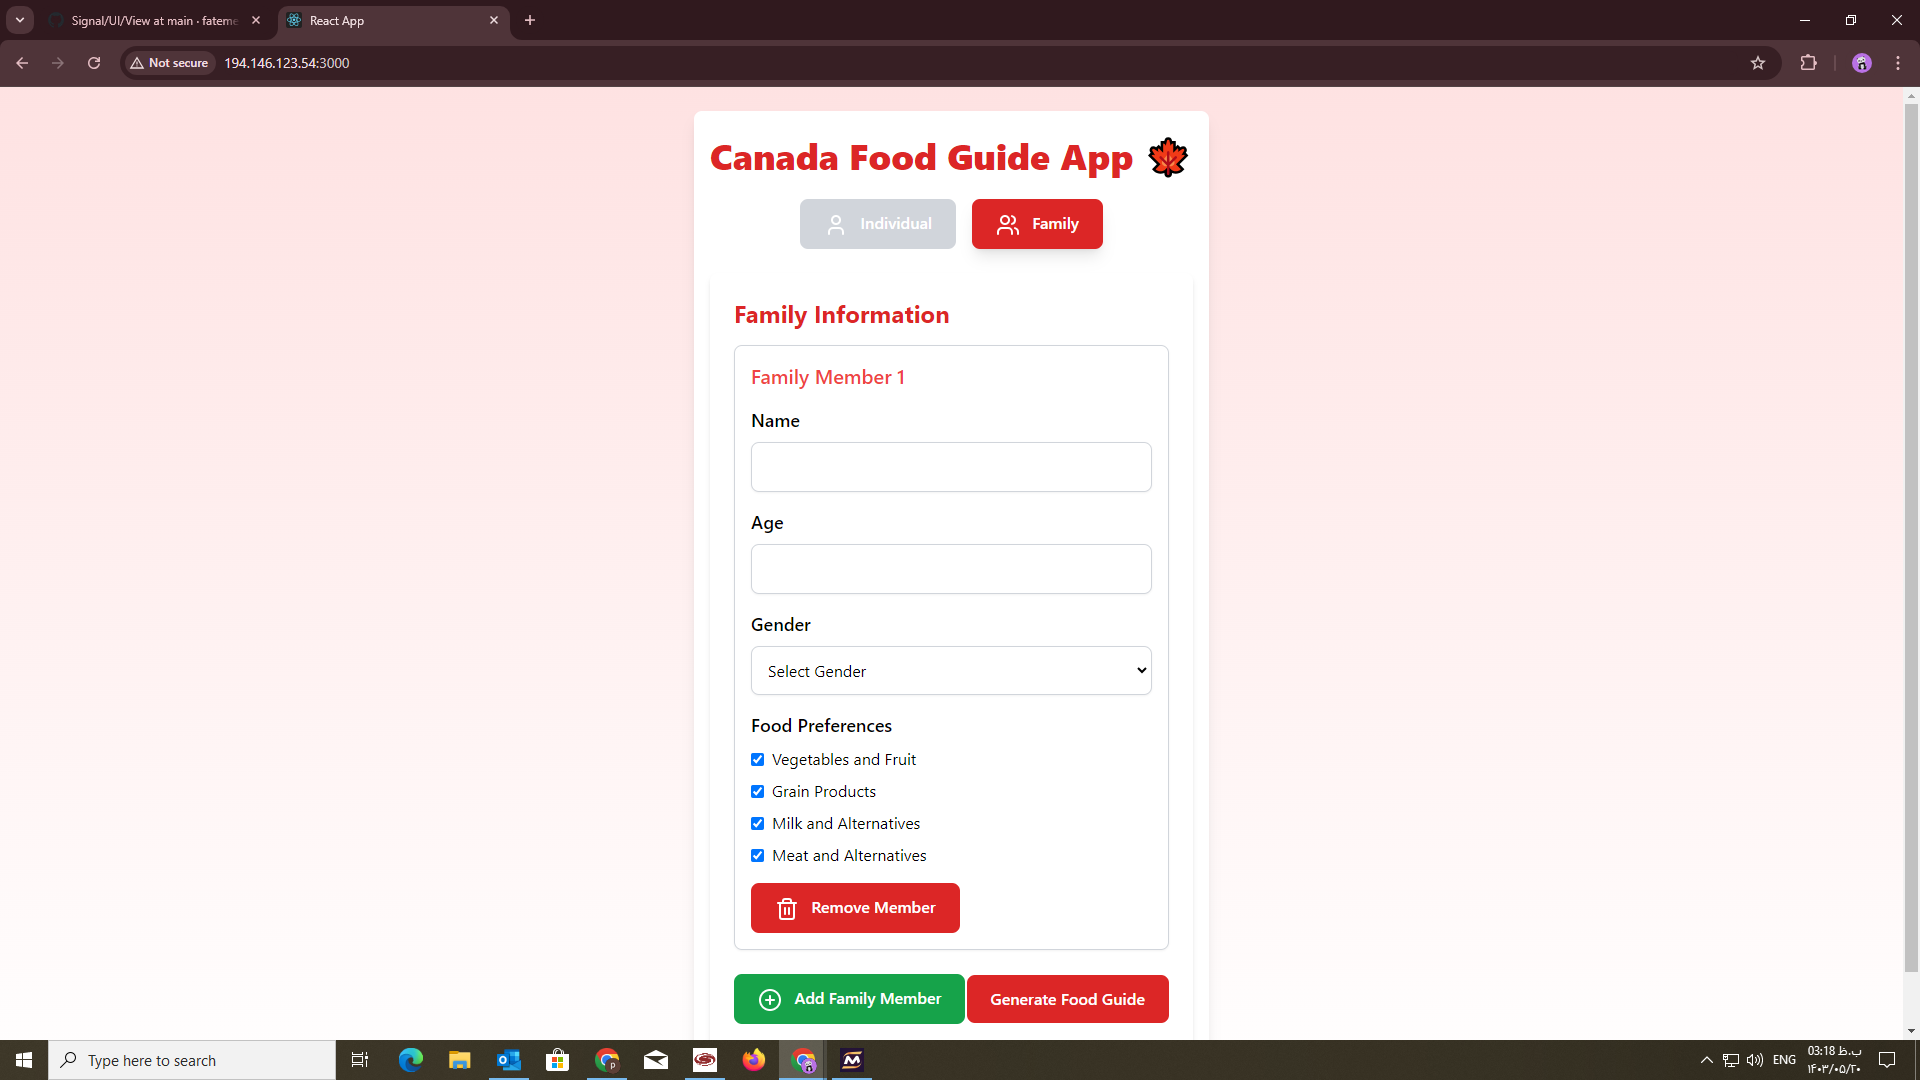 Signal/UI/View at main · fateme
React App
Not secure
194.146.123.54:3000
Canada Food Guide App
Individual
Family
Family Information
Family Member 1
Name
Age
Gender
Select Gender
Food Preferences
Vegetables and Fruit
Grain Products
Milk and Alternatives
Meat and Alternatives
Remove Member
Add Family Member
Generate Food Guide
Type here to search
ENG
03:18 ب.ظ
۱۴۰۳/۰۵/۲۰